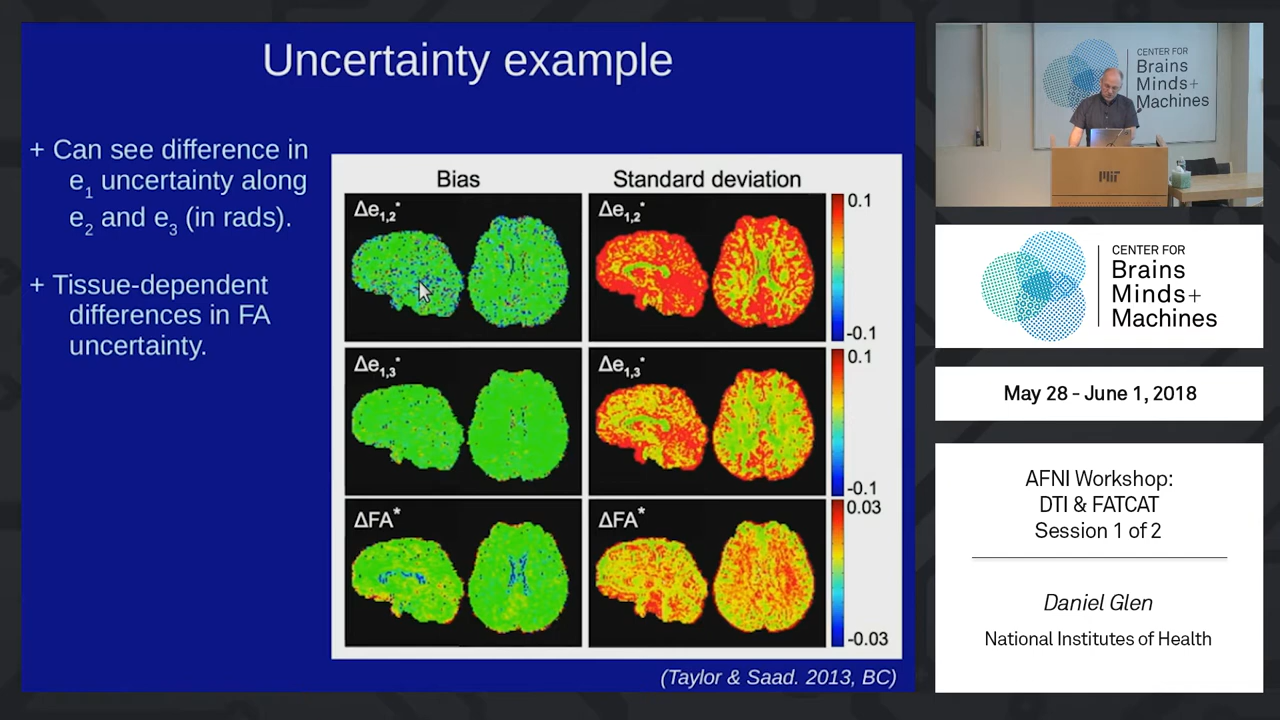 Uncertainty example
+ Can see difference in
e1 uncertainty along
e2 and e3 (in rads).
+ Tissue-dependent
differences in FA
uncertainty.
Bias
Standard deviation
Δe1,2*
Δe1,2*
0.1
-0.1
Δe1,3*
Δe1,3*
0.1
-0.1
ΔFA*
ΔFA*
0.03
-0.03
(Taylor & Saad. 2013, BC)
CENTER FOR
Brains
Minds+
Machines
MIT
CENTER FOR
Brains
Minds+
Machines
May 28 - June 1, 2018
AFNI Workshop:
DTI & FATCAT
Session 1 of 2
Daniel Glen
National Institutes of Health